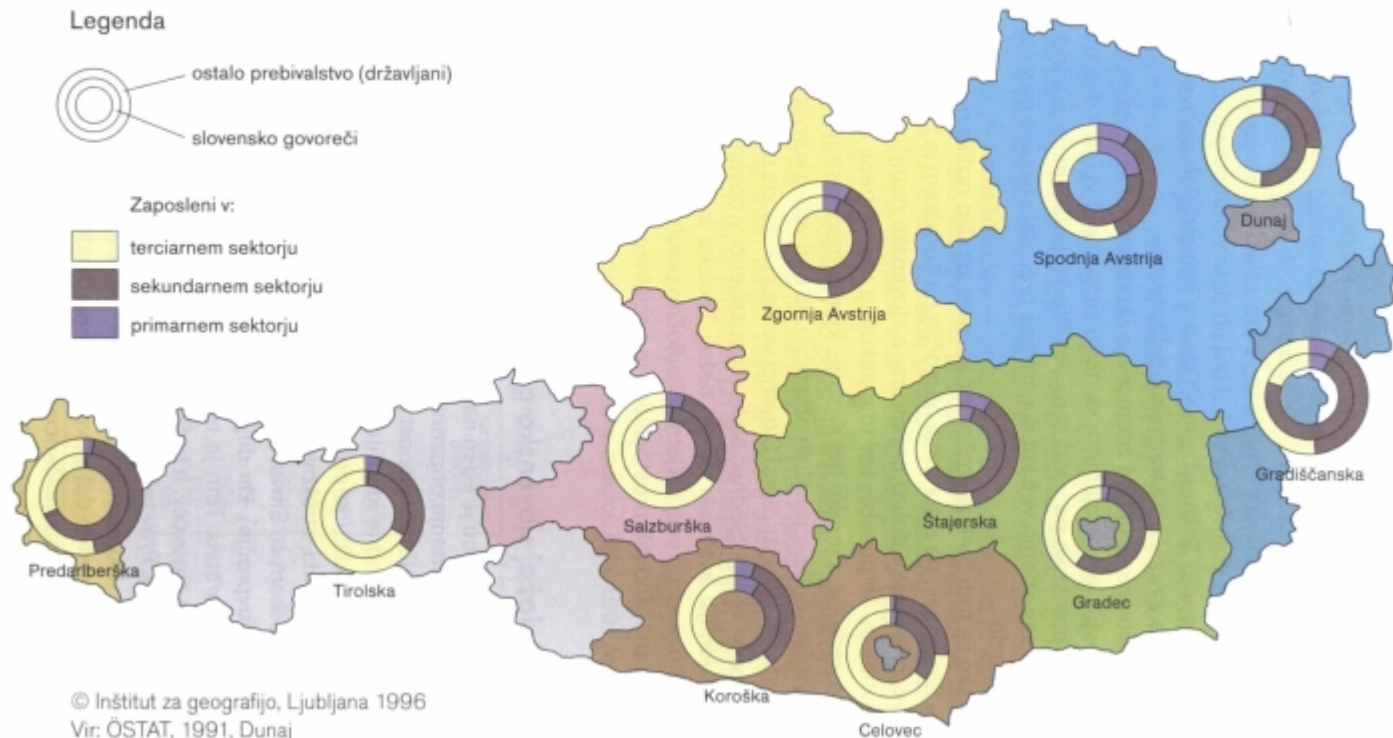 Legenda
ostalo prebivalstvo (državljani)
slovensko govoreči
Zaposleni v:
terciarnem sektorju
sekundarnem sektorju
primarnem sektorju
Dunaj
Spodnja Avstrija
Zgornja Avstrija
Gradiščanska
Salzburška
Štajerska
Predarlberška
Tirolska
Gradec
Koroška
Celovec
© Inštitut za geografijo, Ljubljana 1996
Vir: ÖSTAT, 1991, Dunaj